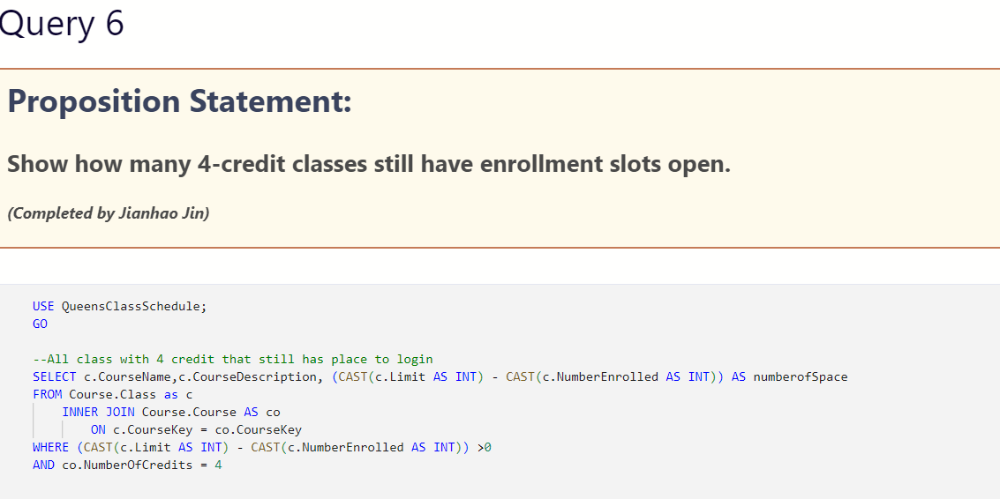 Query 6
Proposition Statement:
Show how many 4-credit classes still have enrollment slots open.
(Completed by Jianhao Jin)
USE QueensClassSchedule;
GO
--All class with 4 credit that still has place to login
SELECT c.CourseName,c.CourseDescription, (CAST(c.Limit AS INT) - CAST(c.NumberEnrolled AS INT)) AS numberofSpace
FROM Course.Class as c
INNER JOIN Course.Course AS co
ON c.CourseKey = co.CourseKey
WHERE (CAST(c.Limit AS INT) - CAST(c.NumberEnrolled AS INT)) >0
AND co.NumberOfCredits = 4